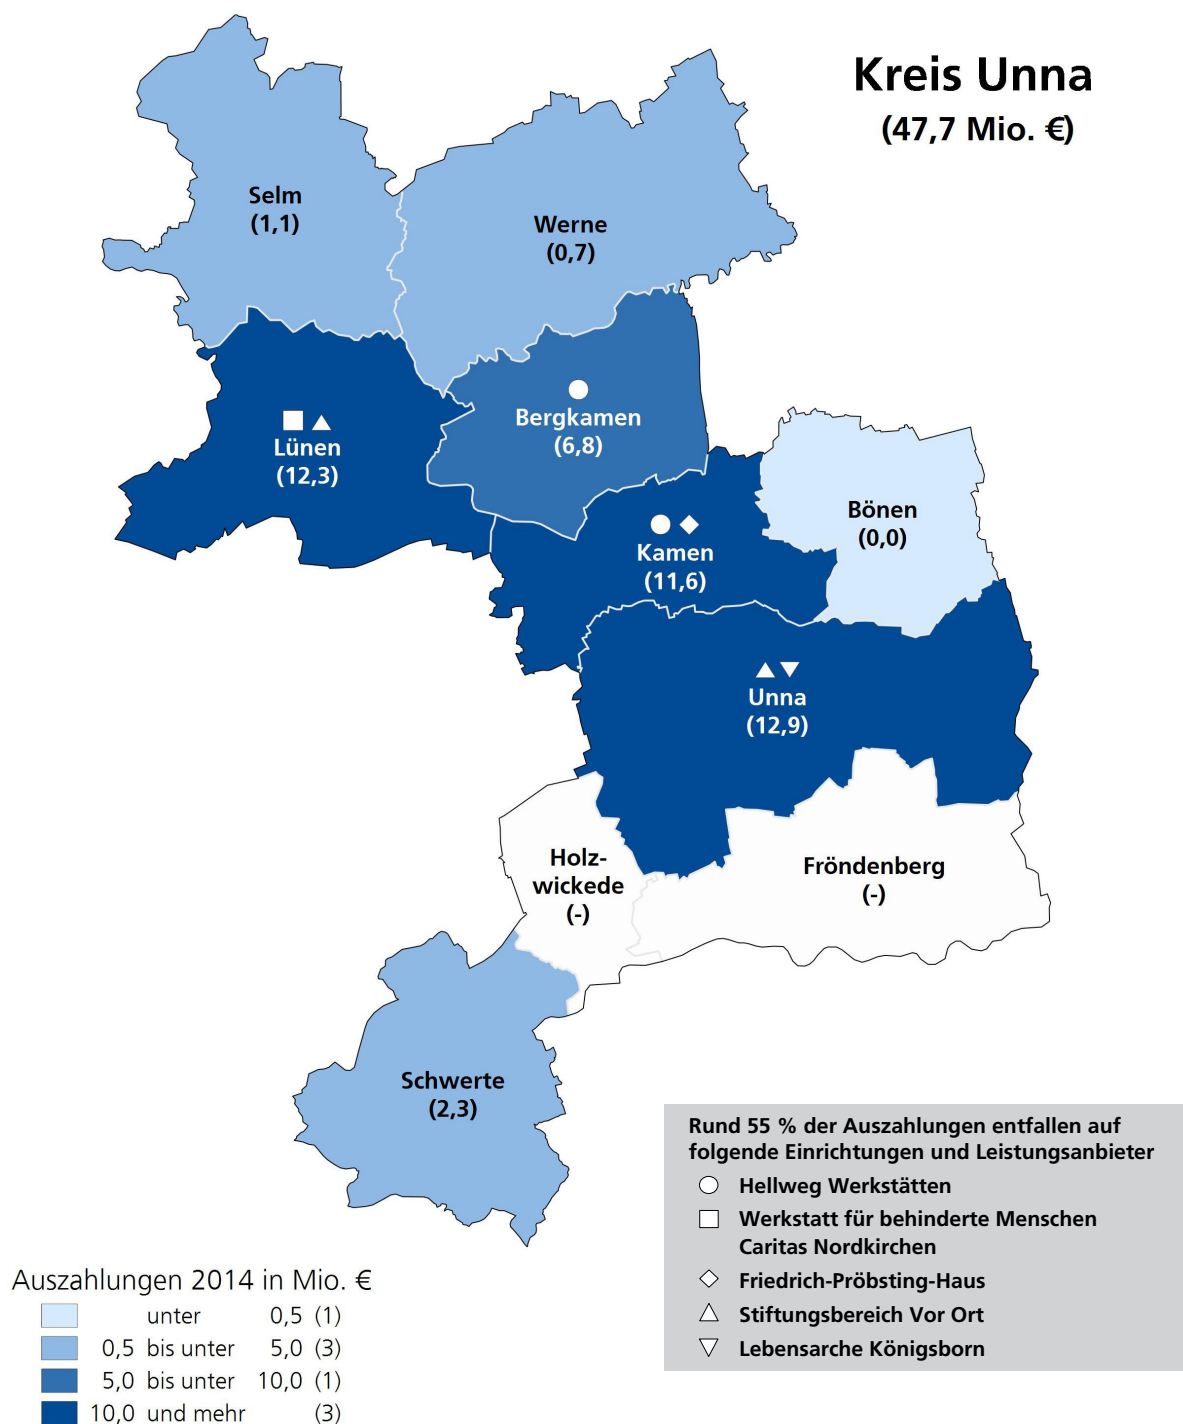 Kreis Unna
(47,7 Mio. €)
Selm
(1,1)
Werne
(0,7)
Bergkamen
(6,8)
Lünen
(12,3)
Bönen
(0,0)
Kamen
(11,6)
Unna
(12,9)
Holz-
wickede
(-)
Fröndenberg
(-)
Schwerte
(2,3)
Rund 55 % der Auszahlungen entfallen auf
folgende Einrichtungen und Leistungsanbieter
Hellweg Werkstätten
Werkstatt für behinderte Menschen
Caritas Nordkirchen
Friedrich-Pröbsting-Haus
Stiftungsbereich Vor Ort
Lebensarche Königsborn
Auszahlungen 2014 in Mio. €
unter 0,5 (1)
0,5 bis unter 5,0 (3)
5,0 bis unter 10,0 (1)
10,0 und mehr (3)